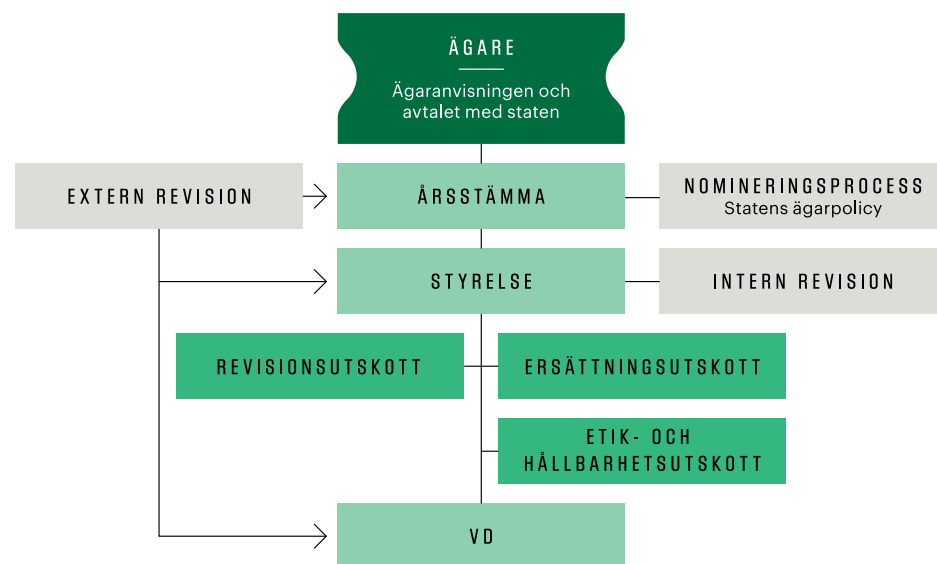 ÄGARE
Ägaranvisningen och
avtalet med staten
EXTERN REVISION
ÅRSSTÄMMA
NOMINERINGSPROCESS
Statens ägarpolicy
STYRELSE
INTERN REVISION
REVISIONSUTSKOTT
ERSÄTTNINGSUTSKOTT
ETIK- OCH
HÅLLBARHETSUTSKOTT
VD